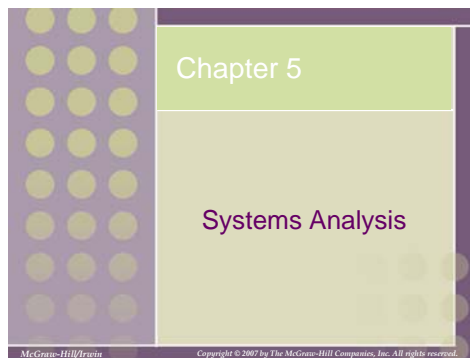 Chapter 5
Systems Analysis
McGraw-Hill/Irwin
Copyright © 2007 by The McGraw-Hill Companies, Inc. All rights reserved.